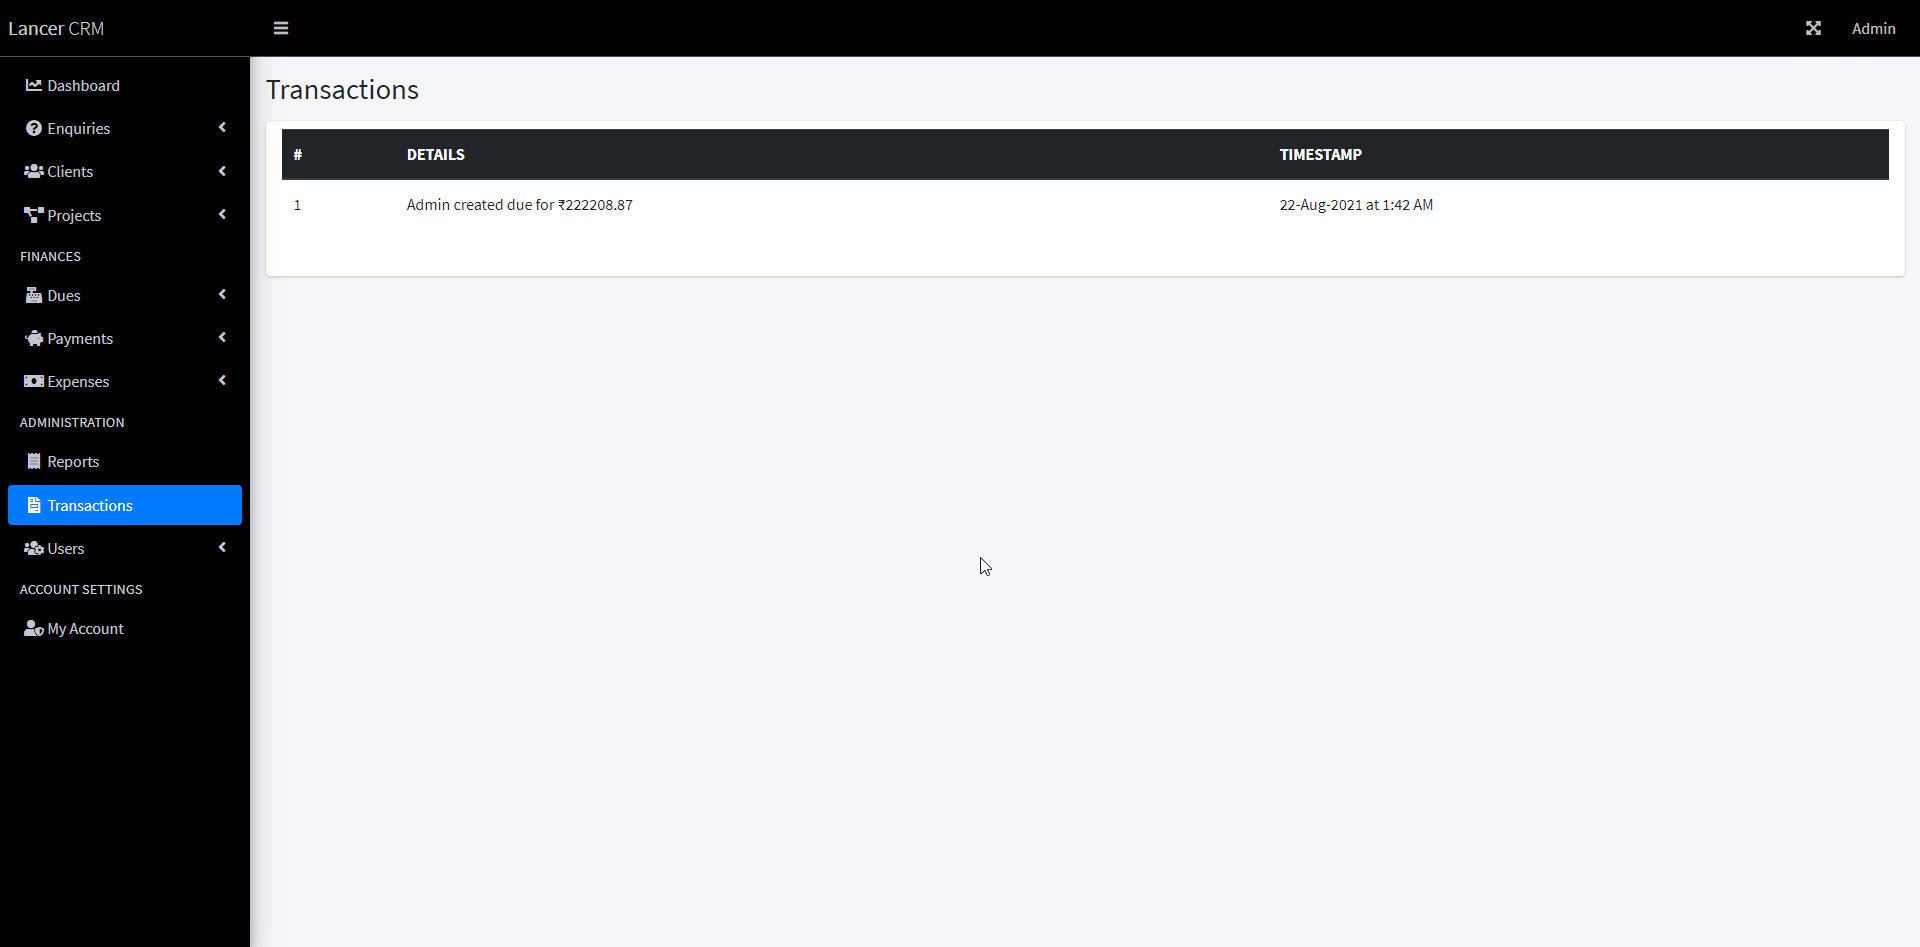 Lancer CRM
Admin
Dashboard
Enquiries
Clients
Projects
FINANCES
Dues
Payments
Expenses
ADMINISTRATION
Reports
Transactions
Users
ACCOUNT SETTINGS
My Account
Transactions
# DETAILS TIMESTAMP
1 Admin created due for ₹222208.87 22-Aug-2021 at 1:42 AM